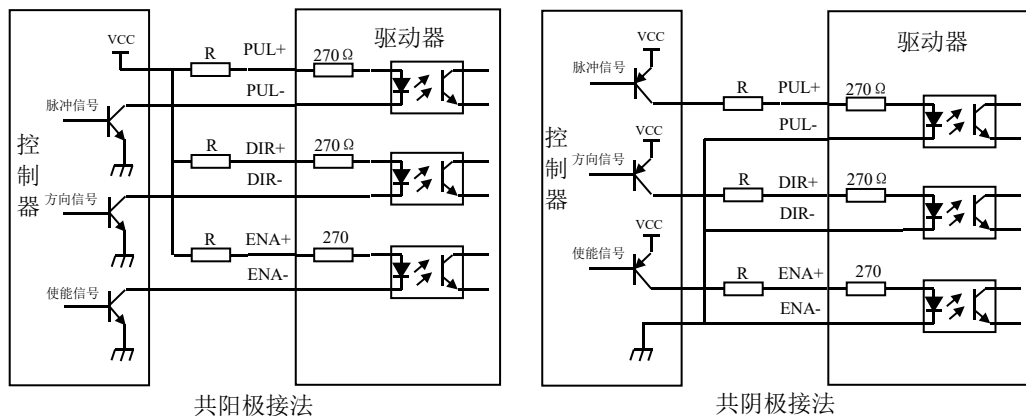 驱动器
VCC
R
PUL+
270Ω
PUL-
脉冲信号
控制器
R
DIR+
270Ω
DIR-
方向信号
R
ENA+
270
ENA-
使能信号
共阳极接法
驱动器
VCC
脉冲信号
R
PUL+
270Ω
PUL-
VCC
控制器
方向信号
R
DIR+
270Ω
DIR-
VCC
使能信号
R
ENA+
270
ENA-
共阴极接法